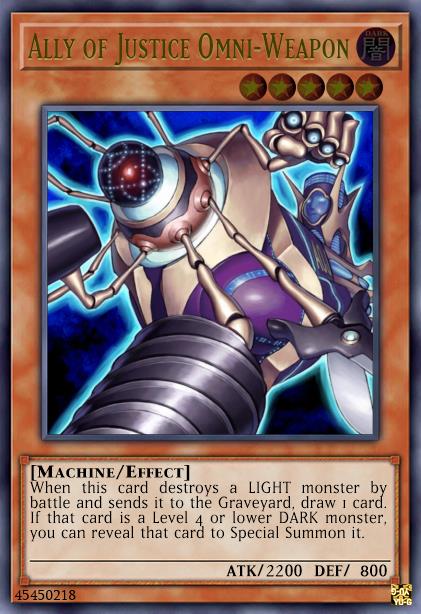 ALLY OF JUSTICE OMNI-WEAPON
DARK
闇
[MACHINE/EFFECT]
When this card destroys a LIGHT monster by
battle and sends it to the Graveyard, draw 1 card.
If that card is a Level 4 or lower DARK monster,
you can reveal that card to Special Summon it.
ATK/2200 DEF/ 800
45450218